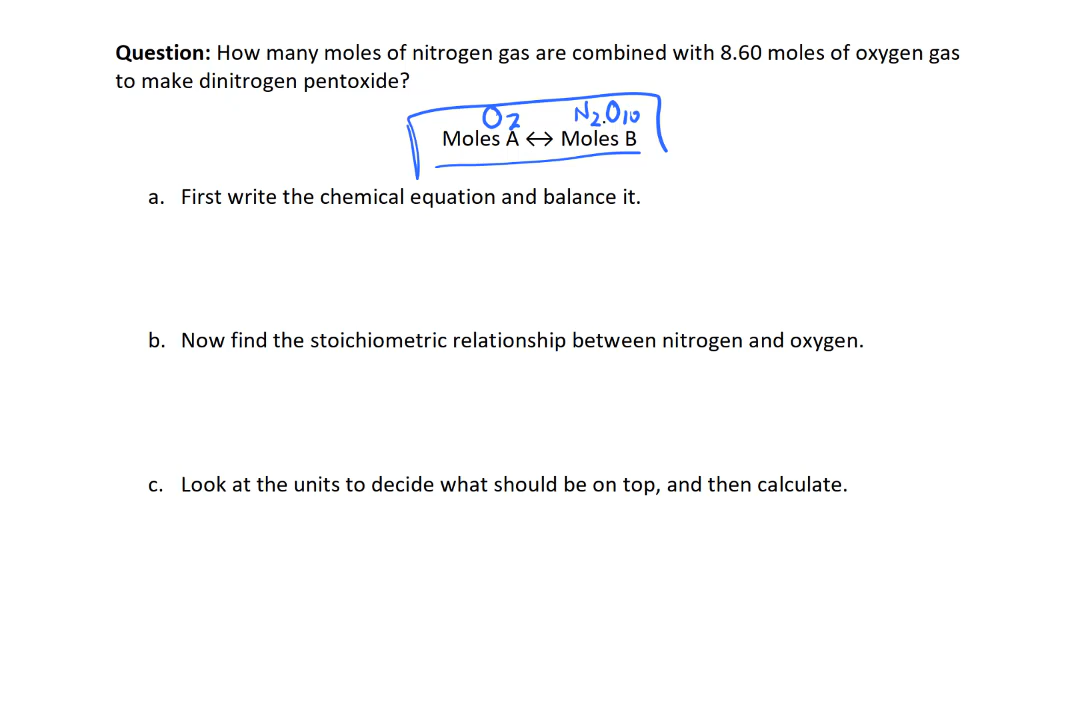 Question: How many moles of nitrogen gas are combined with 8.60 moles of oxygen gas
to make dinitrogen pentoxide?
O2 N2O10
Moles A ↔ Moles B
a. First write the chemical equation and balance it.
b. Now find the stoichiometric relationship between nitrogen and oxygen.
c. Look at the units to decide what should be on top, and then calculate.